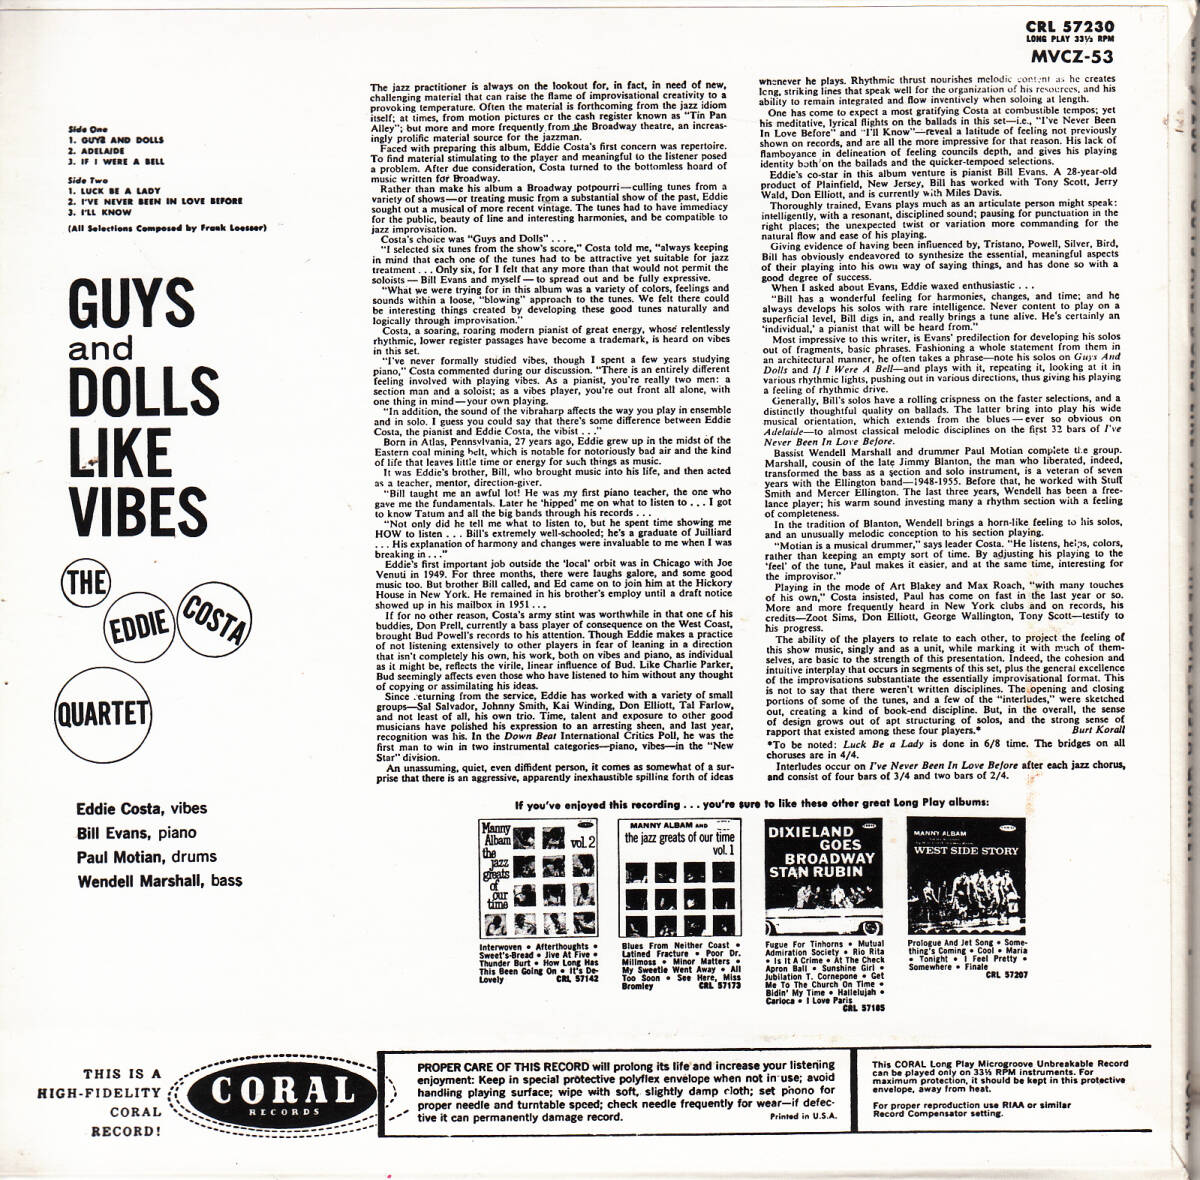 CRL 57230
LONG PLAY 33⅓ RPM
MVCZ-53
Side One
1. GUYS AND DOLLS
2. ADELAIDE
3. IF I WERE A BELL
Side Two
1. LUCK BE A LADY
2. I'VE NEVER BEEN IN LOVE BEFORE
3. I'LL KNOW
(All Selections Composed by Frank Loesser)
GUYS
and
DOLLS
LIKE
VIBES
THE
EDDIE
COSTA
QUARTET
Eddie Costa, vibes
Bill Evans, piano
Paul Motian, drums
Wendell Marshall, bass
The jazz practitioner is always on the lookout for, in fact, in need of new,
challenging material that can raise the flame of improvisational creativity to a
provoking temperature. Often the material is forthcoming from the jazz idiom
itself; at times, from motion pictures or the cash register known as "Tin Pan
Alley"; but more and more frequently from the Broadway theatre, an increas-
ingly prolific material source for the jazzman.
Faced with preparing this album, Eddie Costa's first concern was repertoire.
To find material stimulating to the player and meaningful to the listener posed
a problem. After due consideration, Costa turned to the bottomless hoard of
music written for Broadway.
Rather than make his album a Broadway potpourri—culling tunes from a
variety of shows—or treating music from a substantial show of the past, Eddie
sought out a musical of more recent vintage. The tunes had to have immediacy
for the public, beauty of line and interesting harmonies, and be compatible to
jazz improvisation.
Costa's choice was "Guys and Dolls" . . .
"I selected six tunes from the show's score," Costa told me, "always keeping
in mind that each one of the tunes had to be attractive yet suitable for jazz
treatment . . . Only six, for I felt that any more than that would not permit the
soloists — Bill Evans and myself — to spread out and be fully expressive.
"What we were trying for in this album was a variety of colors, feelings and
sounds within a loose, "blowing" approach to the tunes. We felt there could
be interesting things created by developing these good tunes naturally and
logically through improvisation."
Costa, a soaring, roaring modern pianist of great energy, whose relentlessly
rhythmic, lower register passages have become a trademark, is heard on vibes
in this set.
"I've never formally studied vibes, though I spent a few years studying
piano," Costa commented during our discussion. "There is an entirely different
feeling involved with playing vibes. As a pianist, you're really two men: a
section man and a soloist; as a vibes player, you're out front all alone, with
one thing in mind—your own playing.
"In addition, the sound of the vibraharp affects the way you play in ensemble
and in solo. I guess you could say that there's some difference between Eddie
Costa, the pianist and Eddie Costa, the vibist . . ."
Born in Atlas, Pennsylvania, 27 years ago, Eddie grew up in the midst of the
Eastern coal mining belt, which is notable for notoriously bad air and the kind
of life that leaves little time or energy for such things as music.
It was Eddie's brother, Bill, who brought music into his life, and then acted
as a teacher, mentor, direction-giver.
"Bill taught me an awful lot! He was my first piano teacher, the one who
gave me the fundamentals. Later he 'hipped' me on what to listen to . . . I got
to know Tatum and all the big bands through his records . . .
"Not only did he tell me what to listen to, but he spent time showing me
HOW to listen . . . Bill's extremely well-schooled; he's a graduate of Juilliard
. . . His explanation of harmony and changes were invaluable to me when I was
breaking in . . ."
Eddie's first important job outside the 'local' orbit was in Chicago with Joe
Venuti in 1949. For three months, there were laughs galore, and some good
music too. But brother Bill called, and Ed came on to join him at the Hickory
House in New York. He remained in his brother's employ until a draft notice
showed up in his mailbox in 1951 . . .
If for no other reason, Costa's army stint was worthwhile in that one of his
buddies, Don Prell, currently a bass player of consequence on the West Coast,
brought Bud Powell's records to his attention. Though Eddie makes a practice
of not listening extensively to other players in fear of leaning in a direction
that isn't completely his own, his work, both on vibes and piano, as individual
as it might be, reflects the virile, linear influence of Bud. Like Charlie Parker,
Bud seemingly affects even those who have listened to him without any thought
of copying or assimilating his ideas.
Since returning from the service, Eddie has worked with a variety of small
groups—Sal Salvador, Johnny Smith, Kai Winding, Don Elliott, Tal Farlow,
and not least of all, his own trio. Time, talent and exposure to other good
musicians have polished his expression to an arresting sheen, and last year,
recognition was his. In the Down Beat International Critics Poll, he was the
first man to win in two instrumental categories—piano, vibes—in the "New
Star" division.
An unassuming, quiet, even diffident person, it comes as somewhat of a sur-
prise that there is an aggressive, apparently inexhaustible spilling forth of ideas
whenever he plays. Rhythmic thrust nourishes melodic content as he creates
long, striking lines that speak well for the organization of his resources, and his
ability to remain integrated and flow inventively when soloing at length.
One has come to expect a most gratifying Costa at combustible tempos; yet
his meditative, lyrical flights on the ballads in this set—i.e., "I've Never Been
In Love Before" and "I'll Know"—reveal a latitude of feeling not previously
shown on records, and are all the more impressive for that reason. His lack of
flamboyance in delineation of feeling councils depth, and gives his playing
identity both on the ballads and the quicker-tempoed selections.
Eddie's co-star in this album venture is pianist Bill Evans. A 28-year-old
product of Plainfield, New Jersey, Bill has worked with Tony Scott, Jerry
Wald, Don Elliott, and is currently with Miles Davis.
Thoroughly trained, Evans plays much as an articulate person might speak:
intelligently, with a resonant, disciplined sound; pausing for punctuation in the
right places; the unexpected twist or variation more commanding for the
natural flow and ease of his playing.
Giving evidence of having been influenced by, Tristano, Powell, Silver, Bird,
Bill has obviously endeavored to synthesize the essential, meaningful aspects
of their playing into his own way of saying things, and has done so with a
good degree of success.
When I asked about Evans, Eddie waxed enthusiastic . . .
"Bill has a wonderful feeling for harmonies, changes, and time; and he
always develops his solos with rare intelligence. Never content to play on a
superficial level, Bill digs in, and really brings a tune alive. He's certainly an
'individual,' a pianist that will be heard from."
Most impressive to this writer, is Evans' predilection for developing his solos
out of fragments, basic phrases. Fashioning a whole statement from them in
an architectural manner, he often takes a phrase—note his solos on Guys And
Dolls and If I Were A Bell—and plays with it, repeating it, looking at it in
various rhythmic lights, pushing out in various directions, thus giving his playing
a feeling of rhythmic drive.
Generally, Bill's solos have a rolling crispness on the faster selections, and a
distinctly thoughtful quality on ballads. The latter bring into play his wide
musical orientation, which extends from the blues — ever so obvious on
Adelaide—to almost classical melodic disciplines on the first 32 bars of I've
Never Been In Love Before.
Bassist Wendell Marshall and drummer Paul Motian complete the group.
Marshall, cousin of the late Jimmy Blanton, the man who liberated, indeed,
transformed the bass as a section and solo instrument, is a veteran of seven
years with the Ellington band—1948-1955. Before that, he worked with Stuff
Smith and Mercer Ellington. The last three years, Wendell has been a free-
lance player; his warm sound investing many a rhythm section with a feeling
of completeness.
In the tradition of Blanton, Wendell brings a horn-like feeling to his solos,
and an unusually melodic conception to his section playing.
"Motian is a musical drummer," says leader Costa. "He listens, helps, colors,
rather than keeping an empty sort of time. By adjusting his playing to the
'feel' of the tune, Paul makes it easier, and at the same time, interesting for
the improvisor."
Playing in the mode of Art Blakey and Max Roach, "with many touches
of his own," Costa insisted, Paul has come on fast in the last year or so.
More and more frequently heard in New York clubs and on records, his
credits—Zoot Sims, Don Elliott, George Wallington, Tony Scott—testify to
his progress.
The ability of the players to relate to each other, to project the feeling of
this show music, singly and as a unit, while marking it with much of them-
selves, are basic to the strength of this presentation. Indeed, the cohesion and
intuitive interplay that occurs in segments of this set, plus the general excellence
of the improvisations substantiate the essentially improvisational format. This
is not to say that there weren't written disciplines. The opening and closing
portions of some of the tunes, and a few of the "interludes," were sketched
out, creating a kind of book-end discipline. But, in the overall, the sense
of design grows out of apt structuring of solos, and the strong sense of
rapport that existed among these four players.* Burt Korall
*To be noted: Luck Be a Lady is done in 6/8 time. The bridges on all
choruses are in 4/4.
Interludes occur on I've Never Been In Love Before after each jazz chorus,
and consist of four bars of 3/4 and two bars of 2/4.
If you've enjoyed this recording . . . you're sure to like these other great Long Play albums:
Manny
Albam vol. 2
the
jazz
greats
of
our
time
Interwoven • Afterthoughts •
Sweet's-Bread • Jive At Five •
Thunder Burt • How Long Has
This Been Going On • It's De-
Lovely CRL 57142
MANNY ALBAM AND
the jazz greats of our time
vol. 1
Blues From Neither Coast •
Latined Fracture • Poor Dr.
Millmoss • Minor Matters •
My Sweetie Went Away • All
Too Soon • See Here, Miss
Bromley CRL 57173
DIXIELAND
GOES
BROADWAY
STAN RUBIN
Fugue For Tinhorns • Mutual
Admiration Society • Rio Rita
• Is It A Crime • At The Check
Apron Ball • Sunshine Girl •
Jubilation T. Cornepone • Get
Me To The Church On Time •
Bidin' My Time • Hallelujah •
Carioca • I Love Paris
CRL 57185
MANNY ALBAM
WEST SIDE STORY
Prologue And Jet Song • Some-
thing's Coming • Cool • Maria
• Tonight • I Feel Pretty •
Somewhere • Finale
CRL 57207
THIS IS A
HIGH-FIDELITY
CORAL
RECORD!
CORAL
RECORDS
PROPER CARE OF THIS RECORD will prolong its life and increase your listening
enjoyment: Keep in special protective polyflex envelope when not in use; avoid
handling playing surface; wipe with soft, slightly damp cloth; set phono for
proper needle and turntable speed; check needle frequently for wear—if defec-
tive it can permanently damage record. Printed in U.S.A.
This CORAL Long Play Microgroove Unbreakable Record
can be played only on 33⅓ RPM instruments. For
maximum protection, it should be kept in this protective
envelope, away from heat.
For proper reproduction use RIAA or similar
Record Compensator setting.